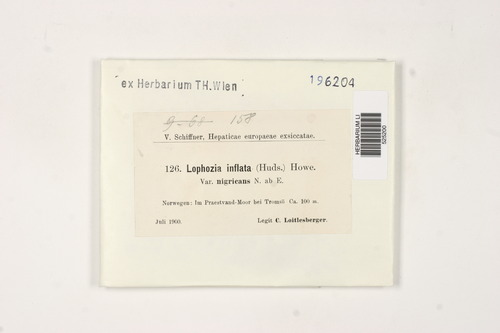 ex Herbarium TH.Wien
196204
158
V. Schiffner, Hepaticae europaeae exsiccatae.
126. Lophozia inflata (Huds.) Howe.
Var. nigricans N. ab E.
Norwegen: Im Praestvand-Moor bei Tromsö Ca. 100 m.
Juli 1900. Legit C. Loitlesberger.
HERBARIUM LI
525200